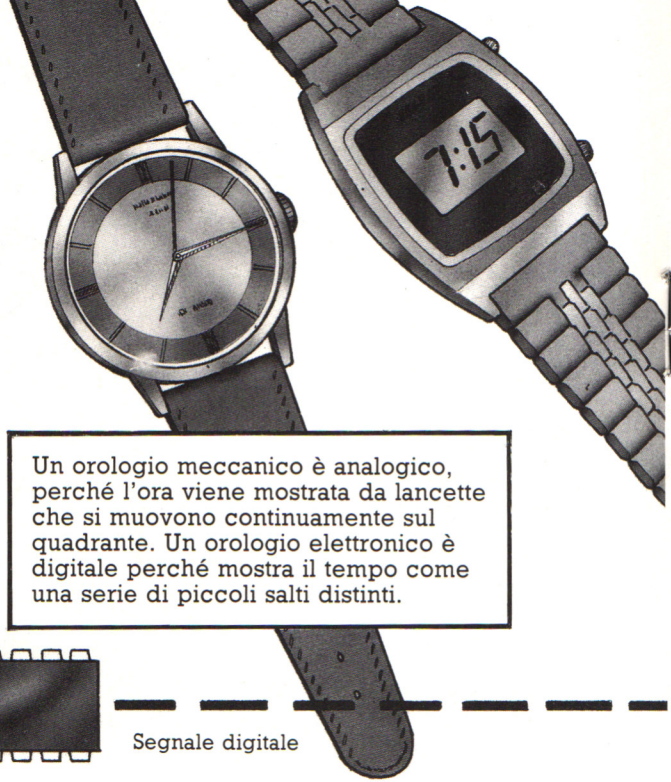 7:15
Un orologio meccanico è analogico,
perché l'ora viene mostrata da lancette
che si muovono continuamente sul
quadrante. Un orologio elettronico è
digitale perché mostra il tempo come
una serie di piccoli salti distinti.
Segnale digitale